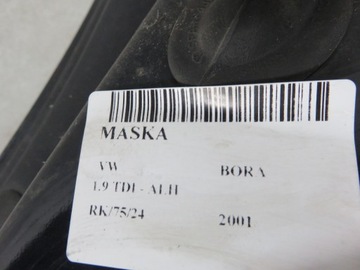 MASKA
VW BORA
1.9 TDI - ALH
RK/75/24 2001